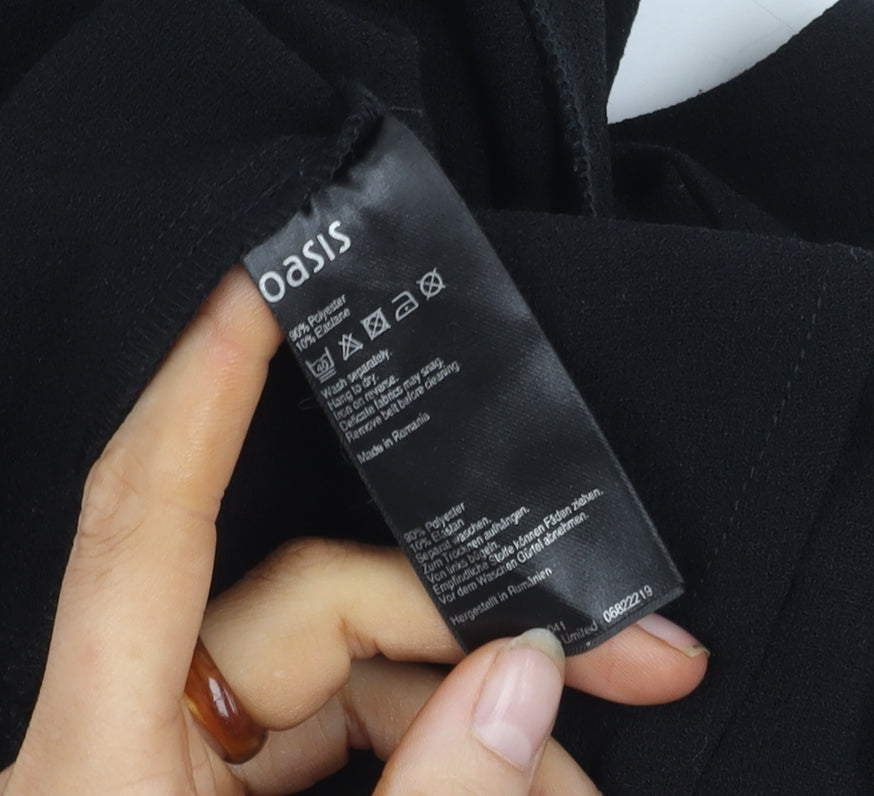 oasis
90% Polyester
10% Elastane
40
Wash separately.
Hang to dry.
Iron on reverse.
Delicate fabrics may snag.
Remove belt before cleaning
Made in Romania
90% Polyester
10% Elastan
Separat waschen.
Zum Trocknen aufhängen.
Von links bügeln.
Empfindliche Stoffe können Fäden ziehen.
Vor dem Waschen Gürtel abnehmen.
Hergestellt in Rumänien
041
Limited 06822219